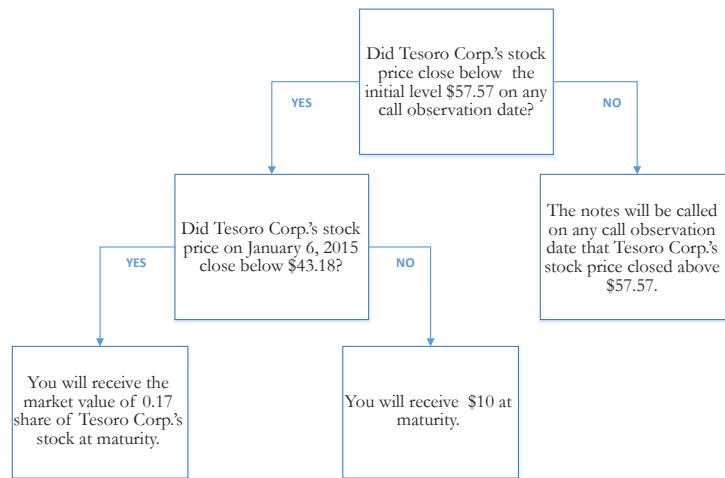 Did Tesoro Corp.'s stock
price close below the
initial level $57.57 on any
call observation date?
YES
NO
Did Tesoro Corp.'s stock
price on January 6, 2015
close below $43.18?
The notes will be called
on any call observation
date that Tesoro Corp.'s
stock price closed above
$57.57.
YES
NO
You will receive the
market value of 0.17
share of Tesoro Corp.'s
stock at maturity.
You will receive $10 at
maturity.